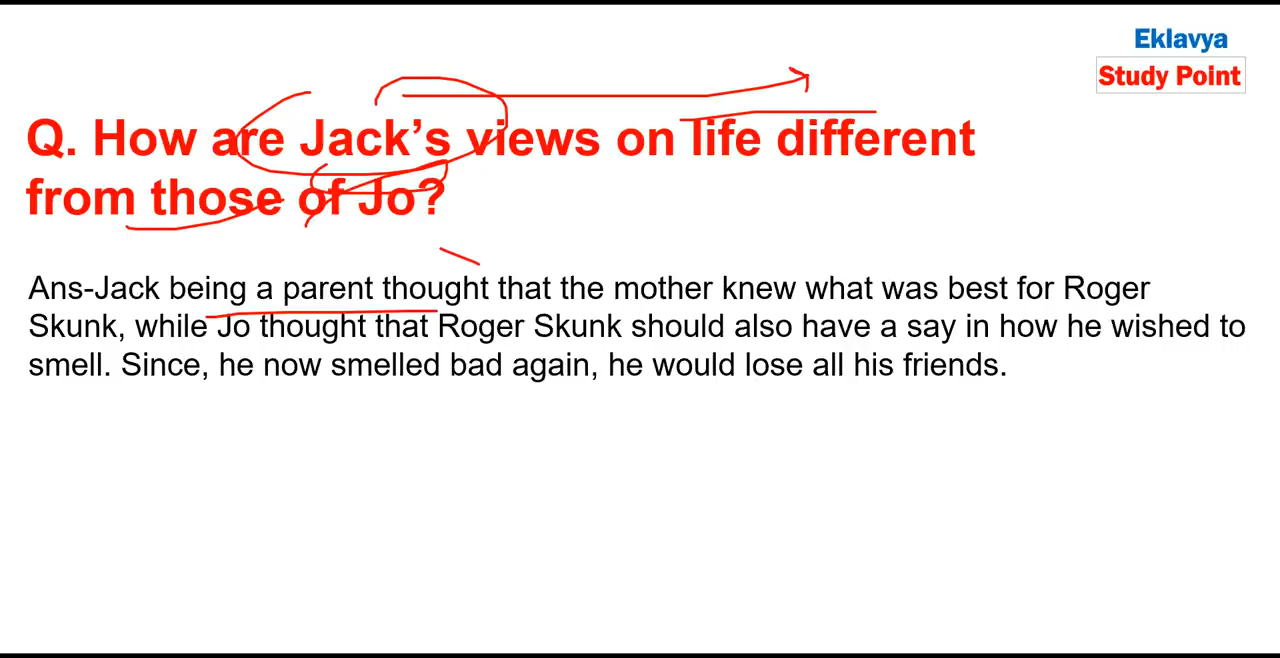 Eklavya
Study Point
Q. How are Jack’s views on life different
from those of Jo?
Ans-Jack being a parent thought that the mother knew what was best for Roger
Skunk, while Jo thought that Roger Skunk should also have a say in how he wished to
smell. Since, he now smelled bad again, he would lose all his friends.